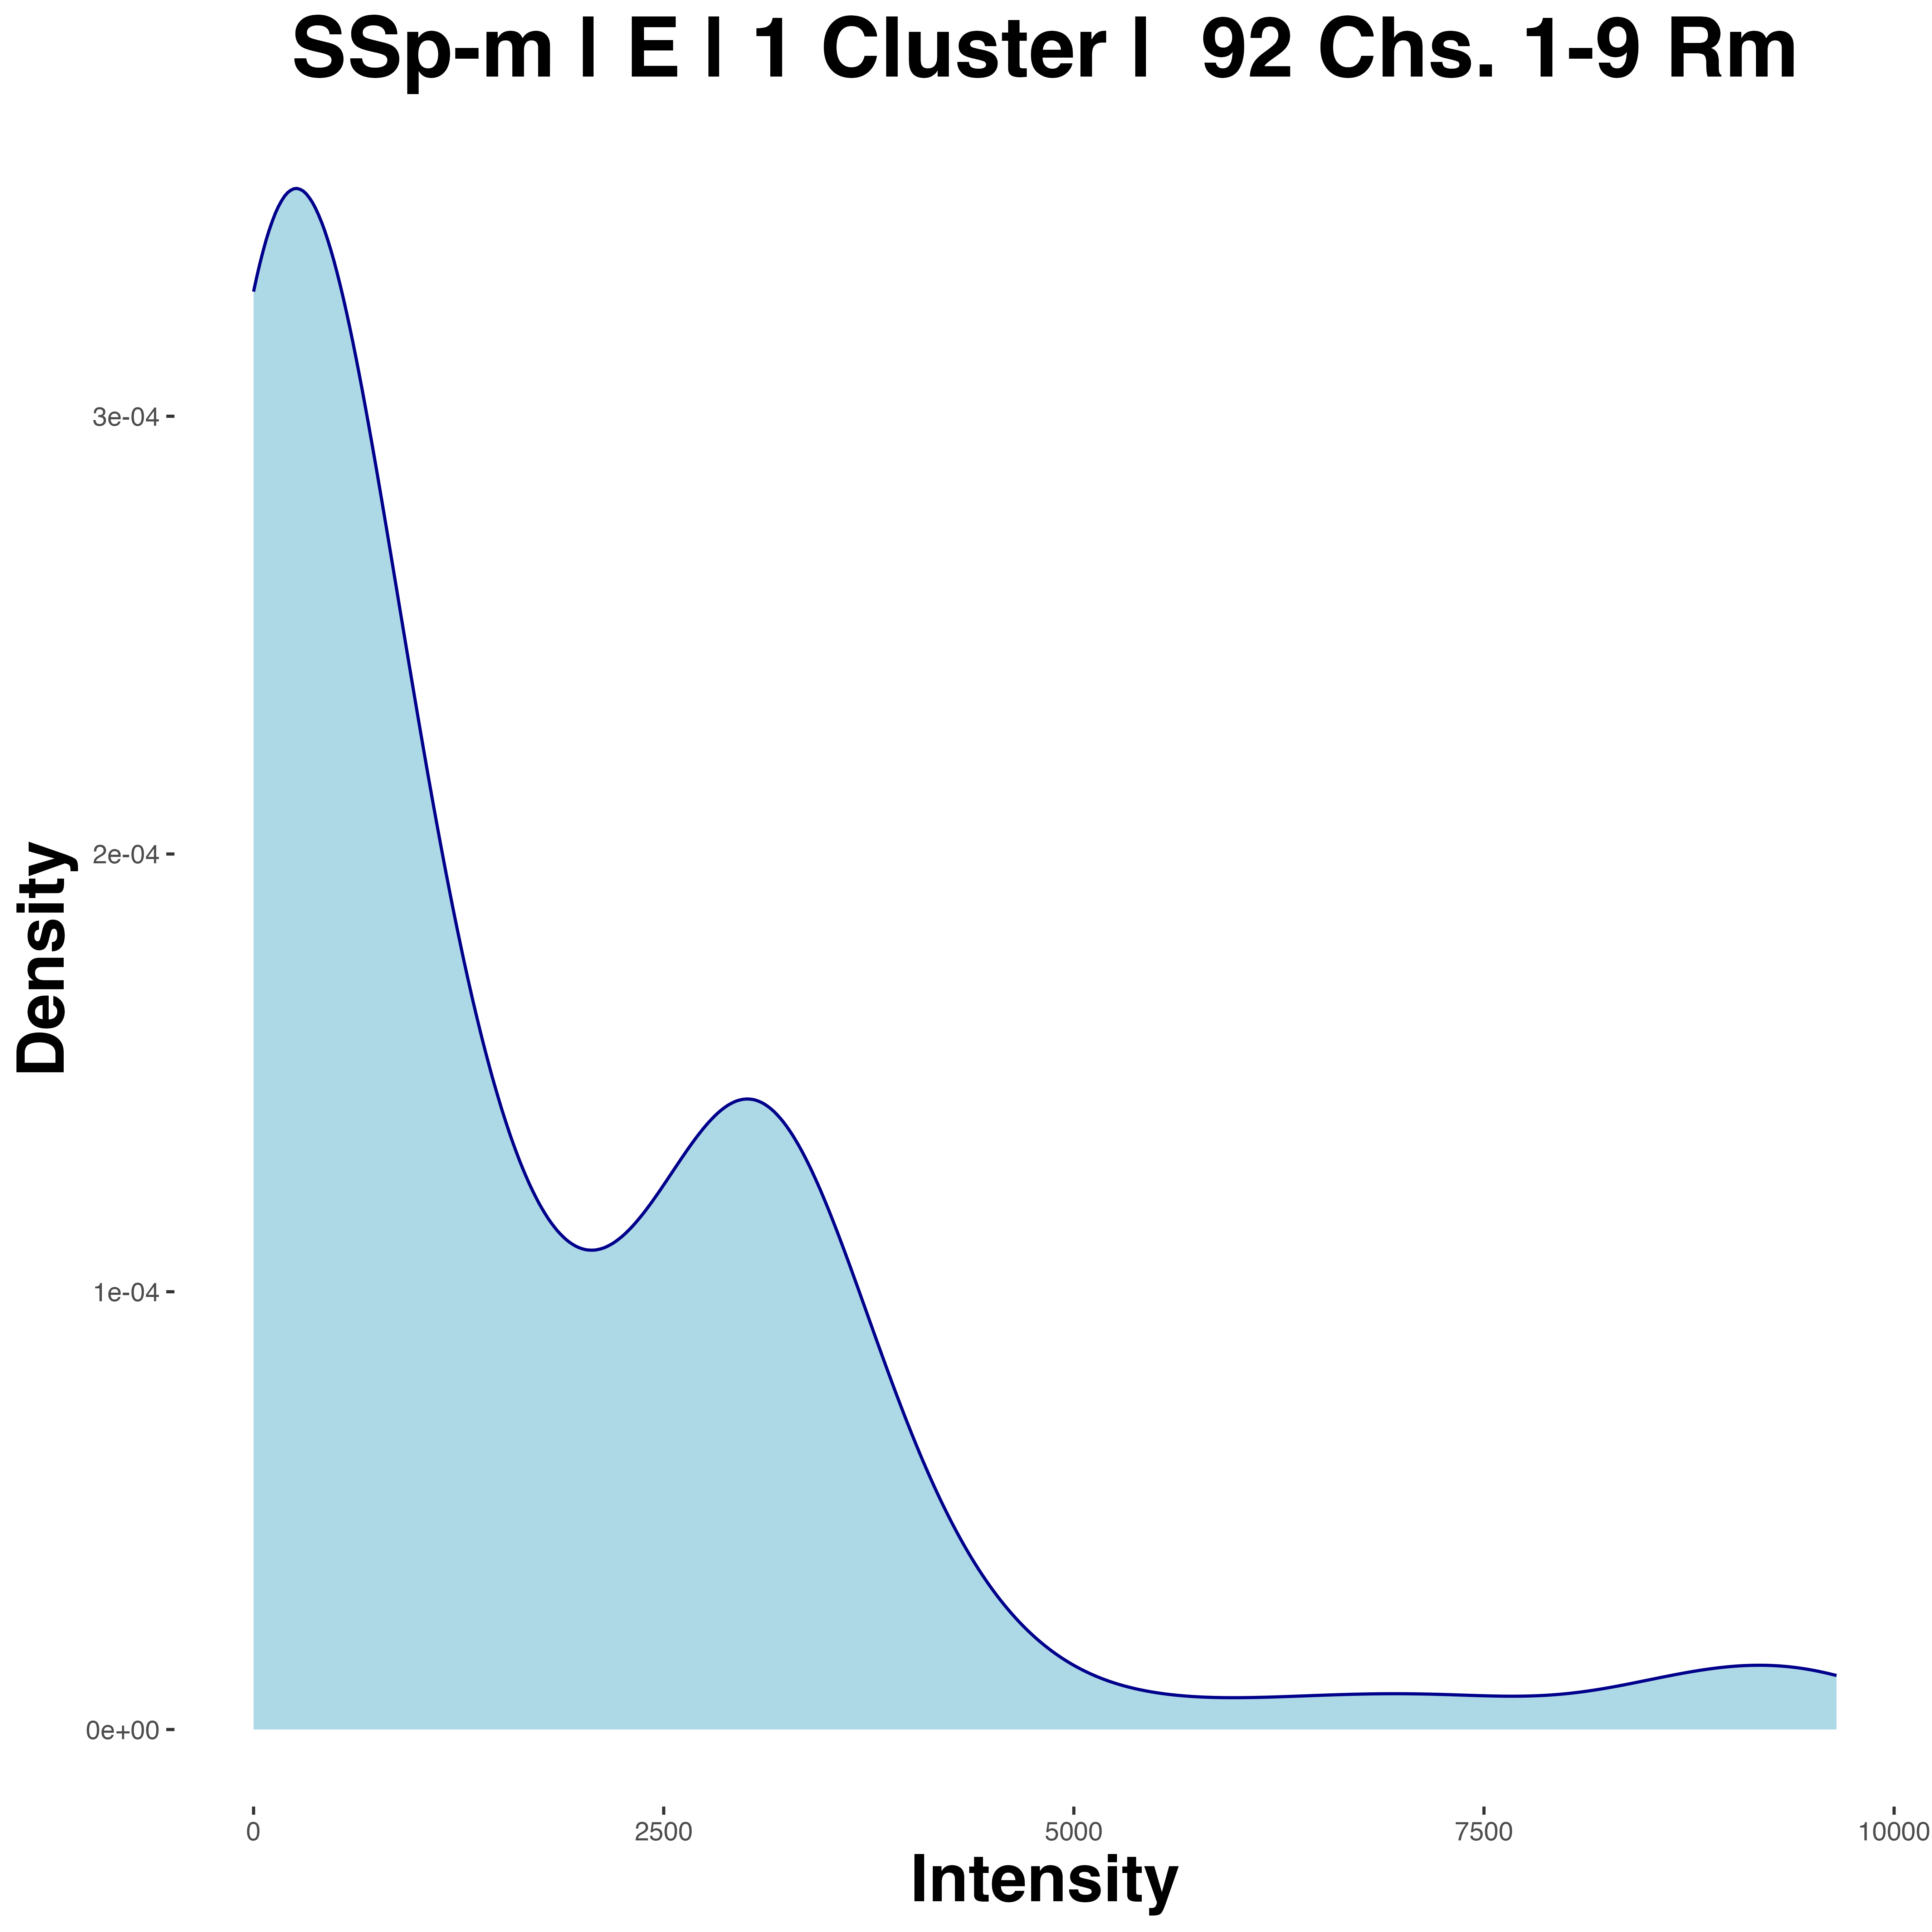 SSp-m | E | 1 Cluster |  92 Chs. 1-9 Rm
3e-04
2e-04
1e-04
0e+00
Density
0 2500 5000 7500 10000
Intensity